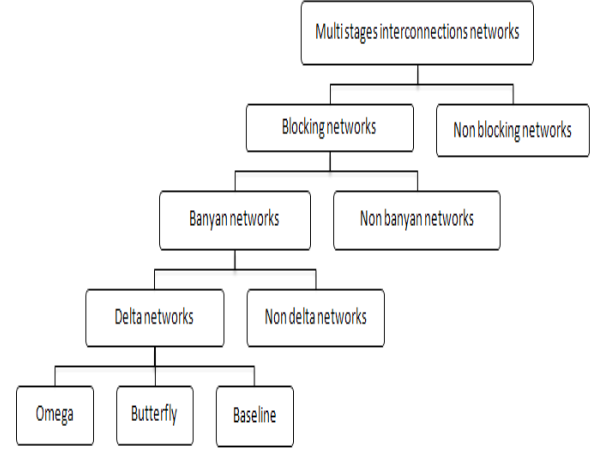 Multi stages interconnections networks
Blocking networks
Non blocking networks
Banyan networks
Non banyan networks
Delta networks
Non delta networks
Omega
Butterfly
Baseline